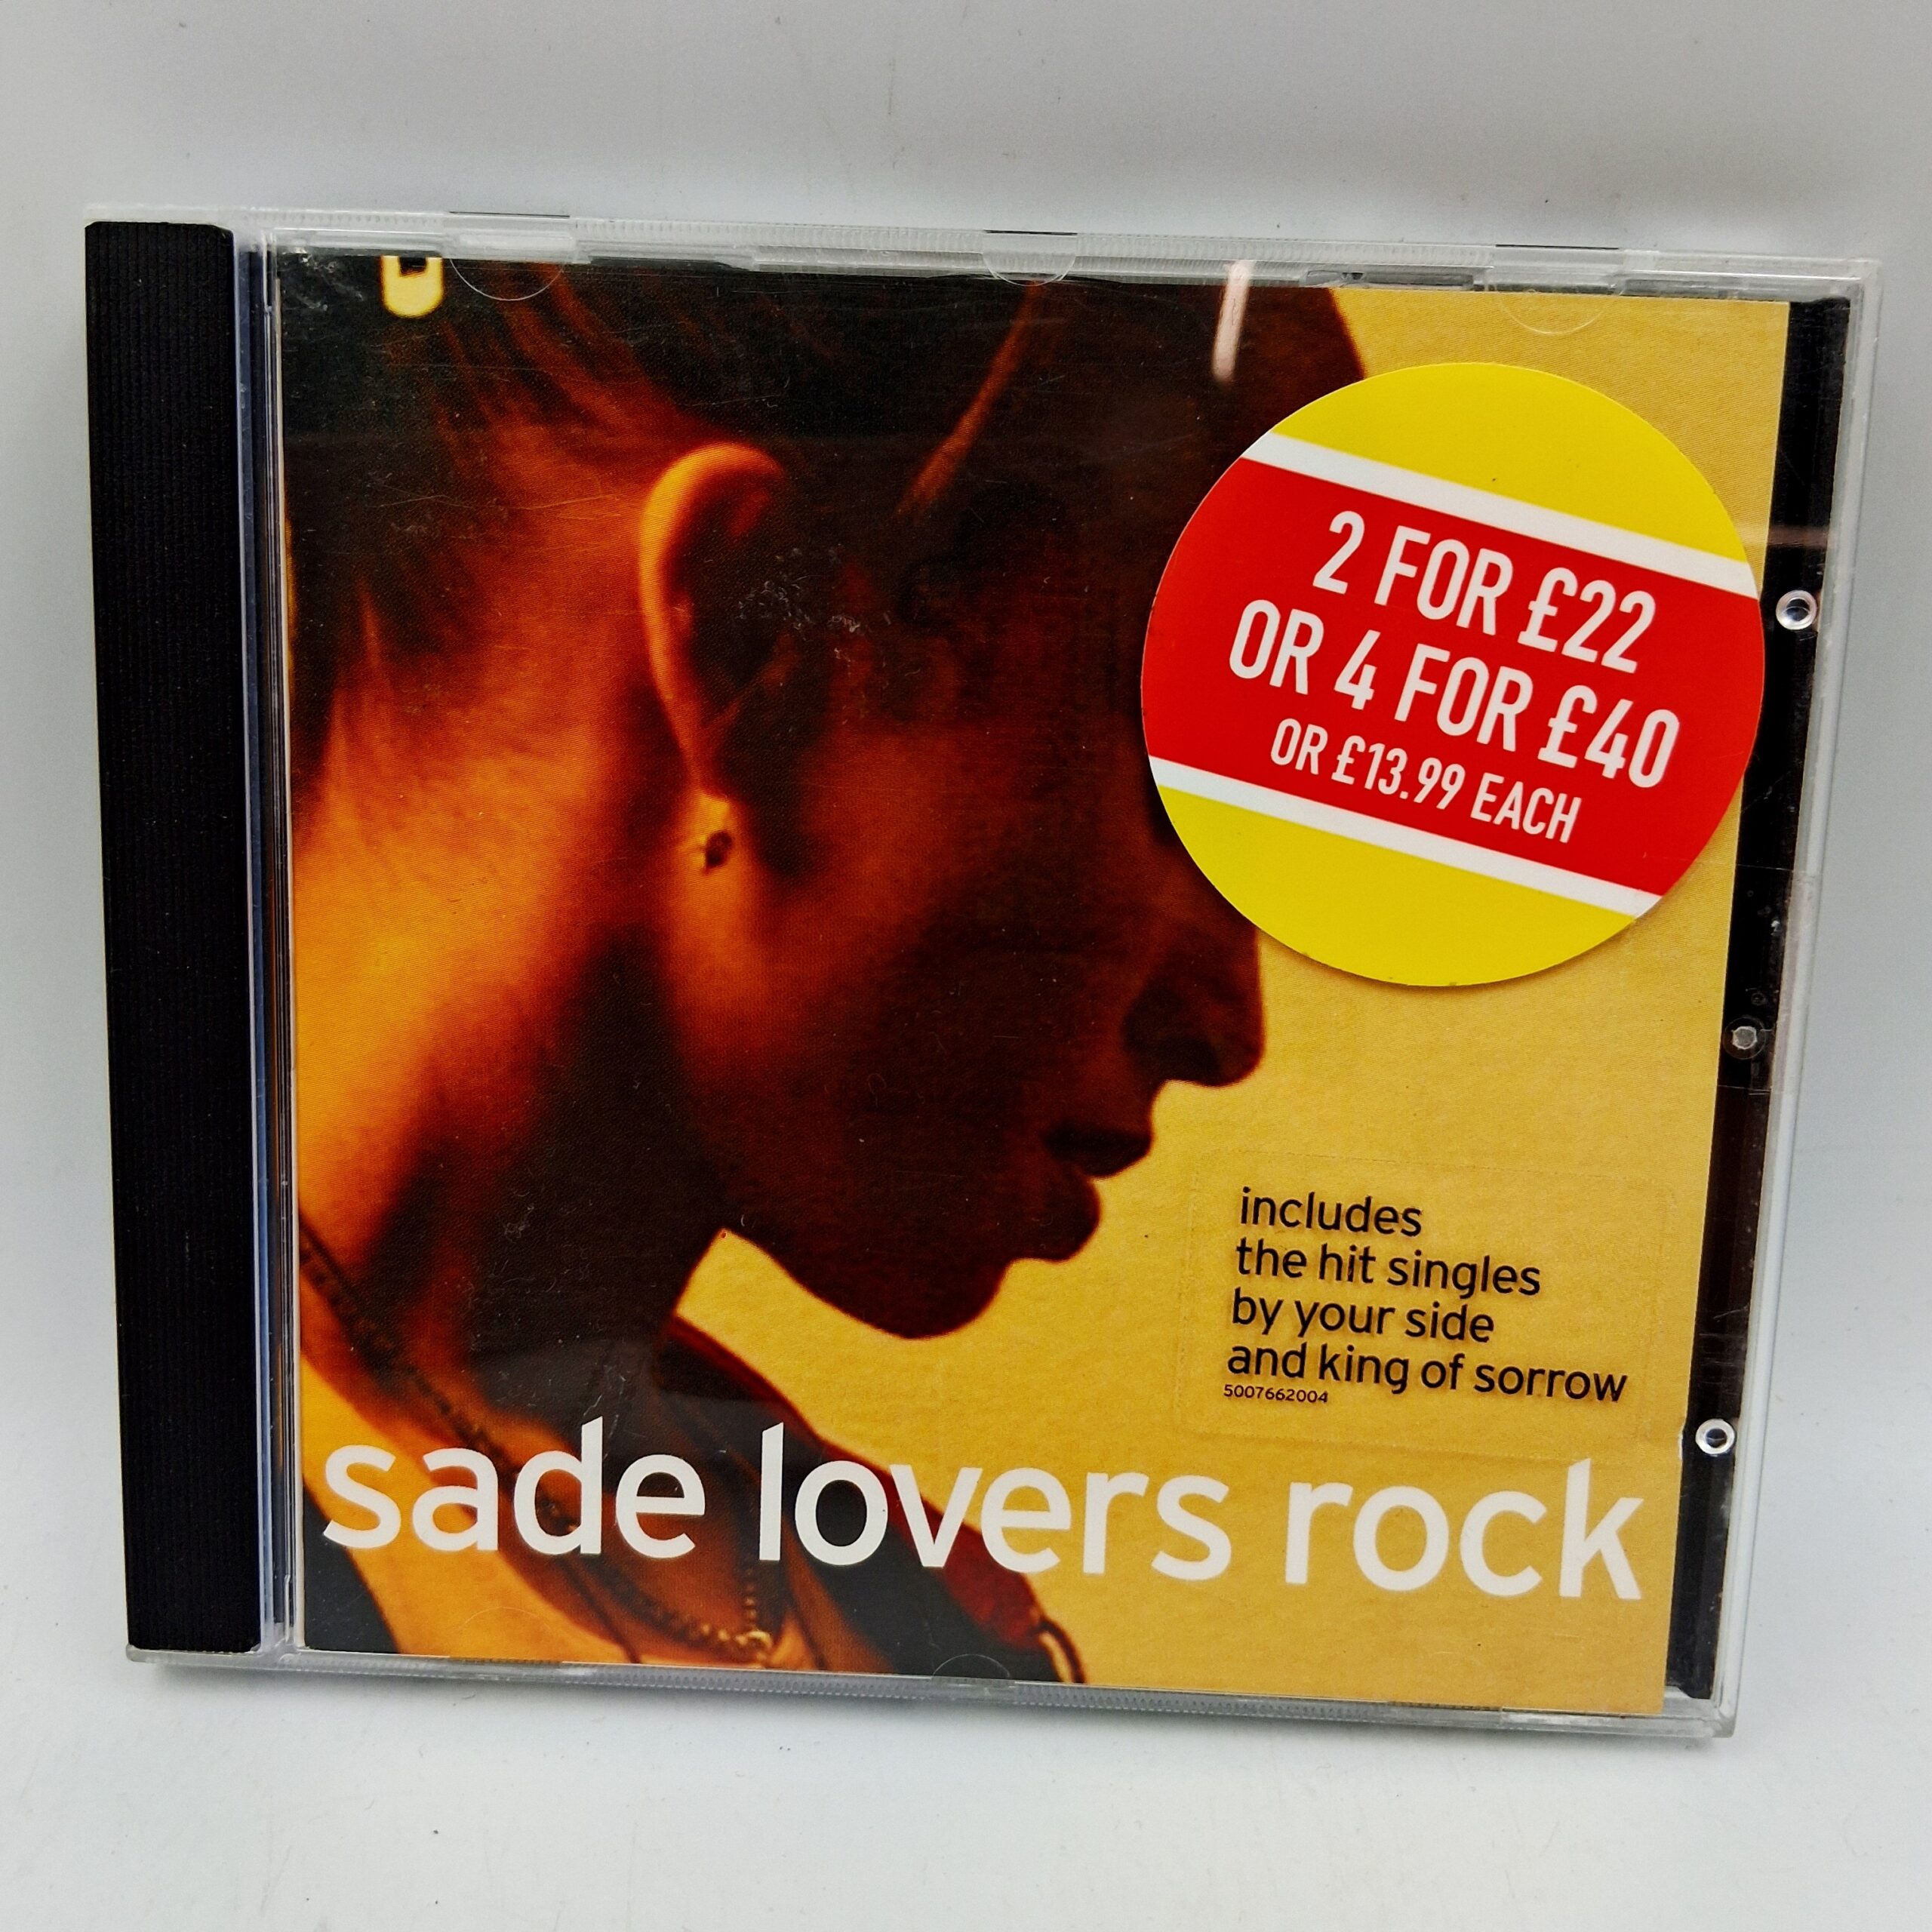 2 FOR £22
OR 4 FOR £40
OR £13.99 EACH
includes
the hit singles
by your side
and king of sorrow
5007662004
sade lovers rock